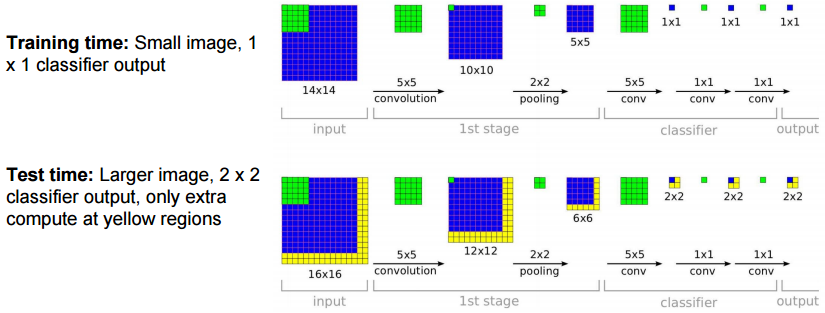 Training time: Small image, 1
x 1 classifier output
14x14
5x5
convolution
10x10
2x2
pooling
5x5
5x5
conv
1x1
1x1
conv
1x1
1x1
conv
1x1
input
1st stage
classifier
output
Test time: Larger image, 2 x 2
classifier output, only extra
compute at yellow regions
16x16
5x5
convolution
12x12
2x2
pooling
6x6
5x5
conv
2x2
1x1
conv
2x2
1x1
conv
2x2
input
1st stage
classifier
output